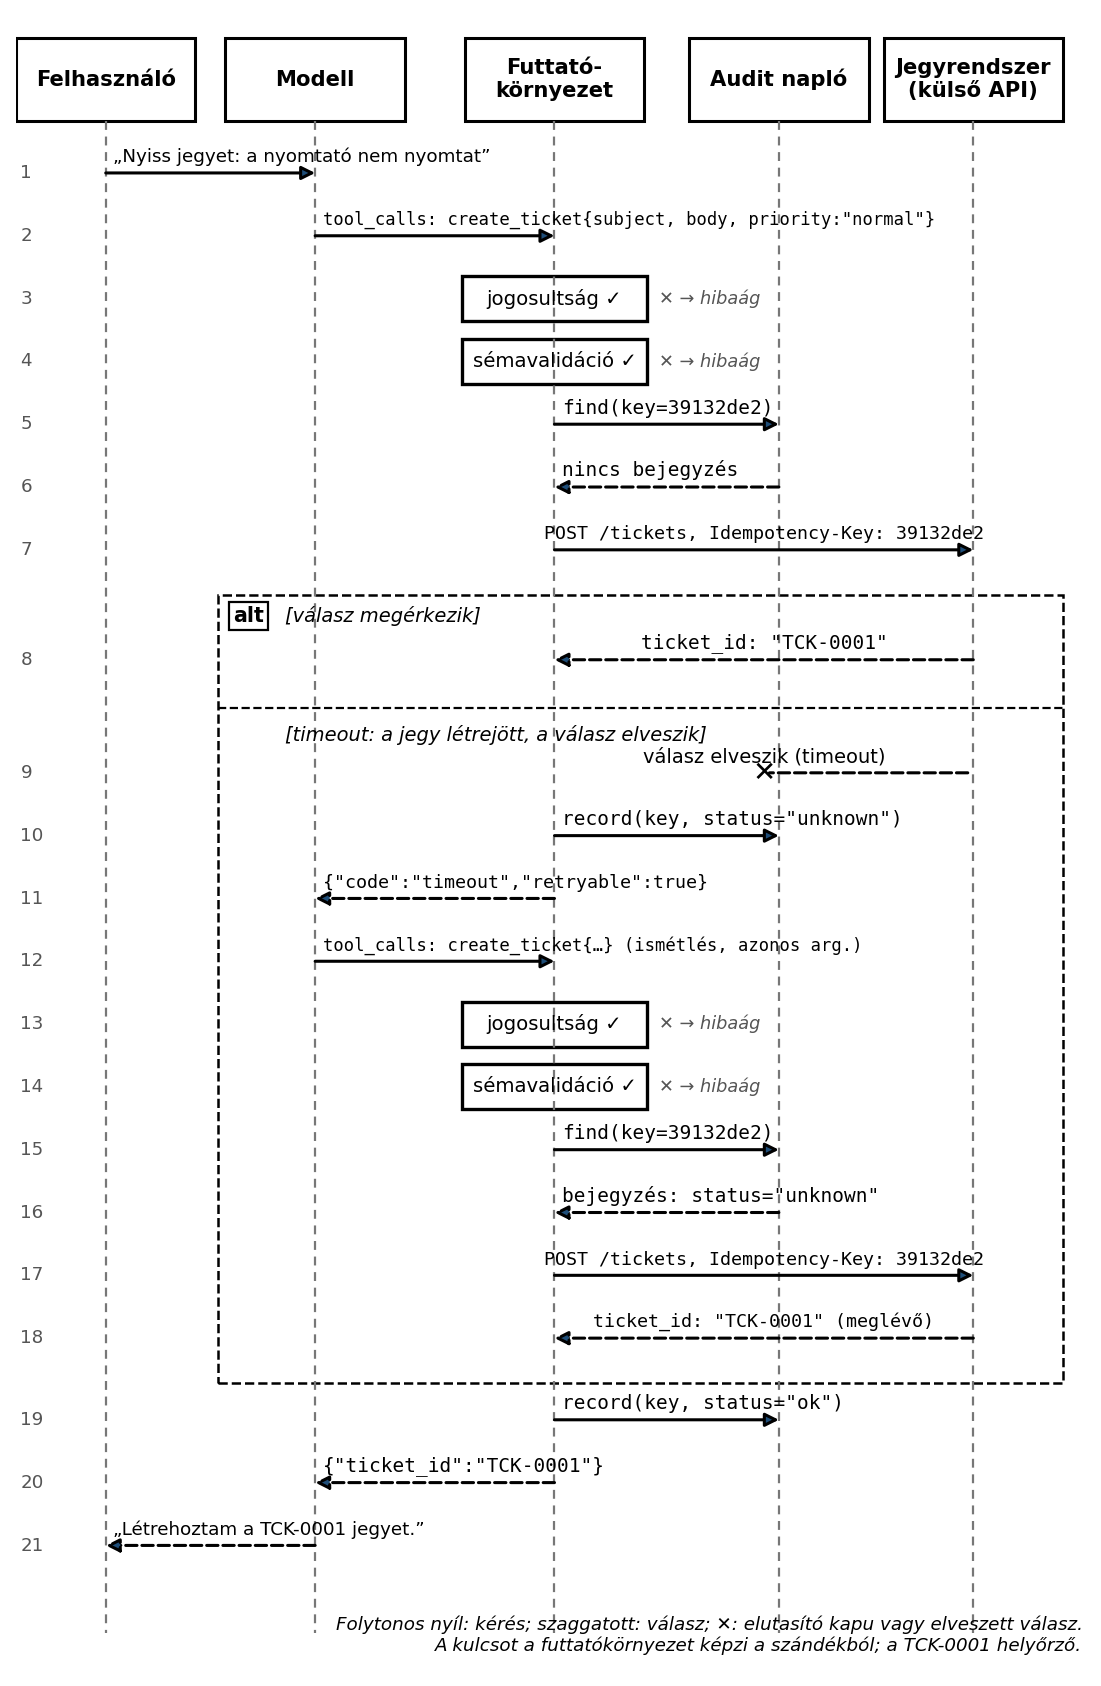 Felhasználó
Modell
Futtató-
környezet
Audit napló
Jegyrendszer
(külső API)
1
„Nyiss jegyet: a nyomtató nem nyomtat”
2
tool_calls: create_ticket{subject, body, priority:"normal"}
3
jogosultság ✓
✕ → hibaág
4
sémavalidáció ✓
✕ → hibaág
5
find(key=39132de2)
6
nincs bejegyzés
7
POST /tickets, Idempotency-Key: 39132de2
alt
[válasz megérkezik]
8
ticket_id: "TCK-0001"
[timeout: a jegy létrejött, a válasz elveszik]
9
válasz elveszik (timeout)
✕
10
record(key, status="unknown")
11
{"code":"timeout","retryable":true}
12
tool_calls: create_ticket{…} (ismétlés, azonos arg.)
13
jogosultság ✓
✕ → hibaág
14
sémavalidáció ✓
✕ → hibaág
15
find(key=39132de2)
16
bejegyzés: status="unknown"
17
POST /tickets, Idempotency-Key: 39132de2
18
ticket_id: "TCK-0001" (meglévő)
19
record(key, status="ok")
20
{"ticket_id":"TCK-0001"}
21
„Létrehoztam a TCK-0001 jegyet.”
Folytonos nyíl: kérés; szaggatott: válasz; ✕: elutasító kapu vagy elveszett válasz.
A kulcsot a futtatókörnyezet képzi a szándékból; a TCK-0001 helyőrző.